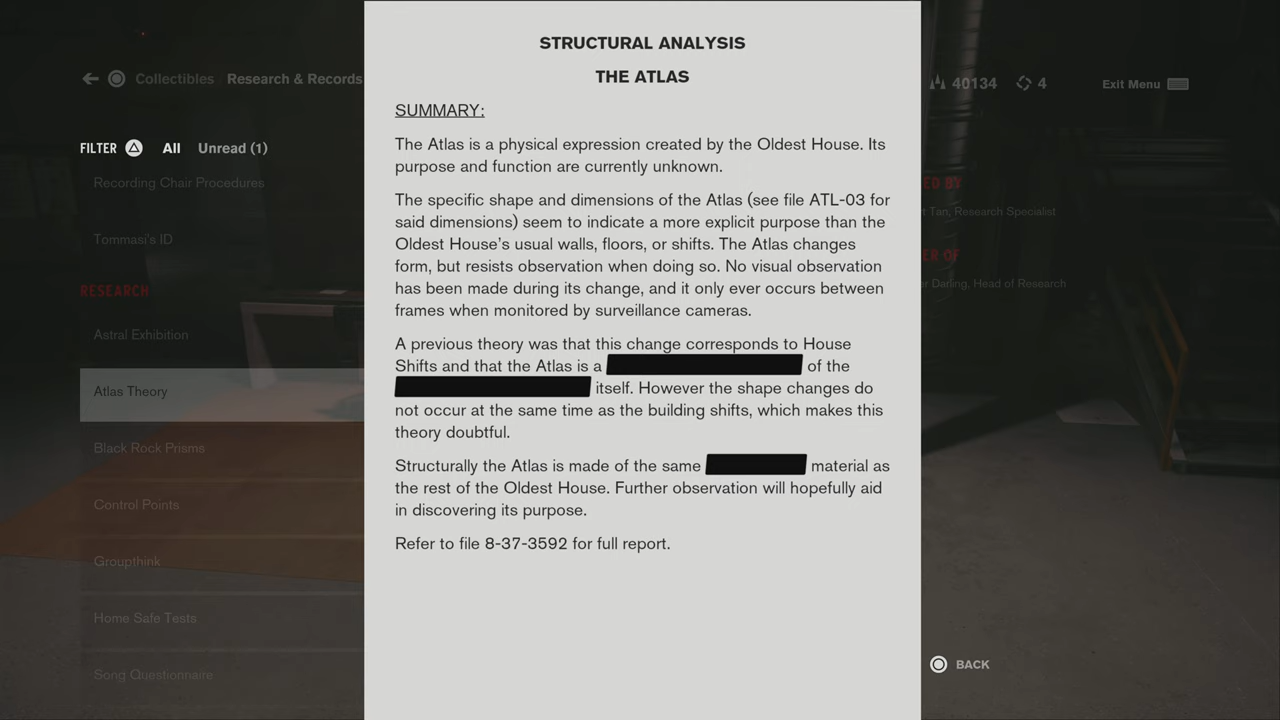 STRUCTURAL ANALYSIS
THE ATLAS
Collectibles Research & Records
40134 4 Exit Menu
FILTER All Unread (1)
Recording Chair Procedures
Tommasi's ID
RESEARCH
Astral Exhibition
Atlas Theory
Black Rock Prisms
Control Points
Groupthink
Home Safe Tests
Song Questionnaire
SUMMARY:
The Atlas is a physical expression created by the Oldest House. Its
purpose and function are currently unknown.
The specific shape and dimensions of the Atlas (see file ATL-03 for
said dimensions) seem to indicate a more explicit purpose than the
Oldest House's usual walls, floors, or shifts. The Atlas changes
form, but resists observation when doing so. No visual observation
has been made during its change, and it only ever occurs between
frames when monitored by surveillance cameras.
A previous theory was that this change corresponds to House
Shifts and that the Atlas is a of the
itself. However the shape changes do
not occur at the same time as the building shifts, which makes this
theory doubtful.
Structurally the Atlas is made of the same material as
the rest of the Oldest House. Further observation will hopefully aid
in discovering its purpose.
Refer to file 8-37-3592 for full report.
ED BY
Tan, Research Specialist
ER OF
Darling, Head of Research
BACK